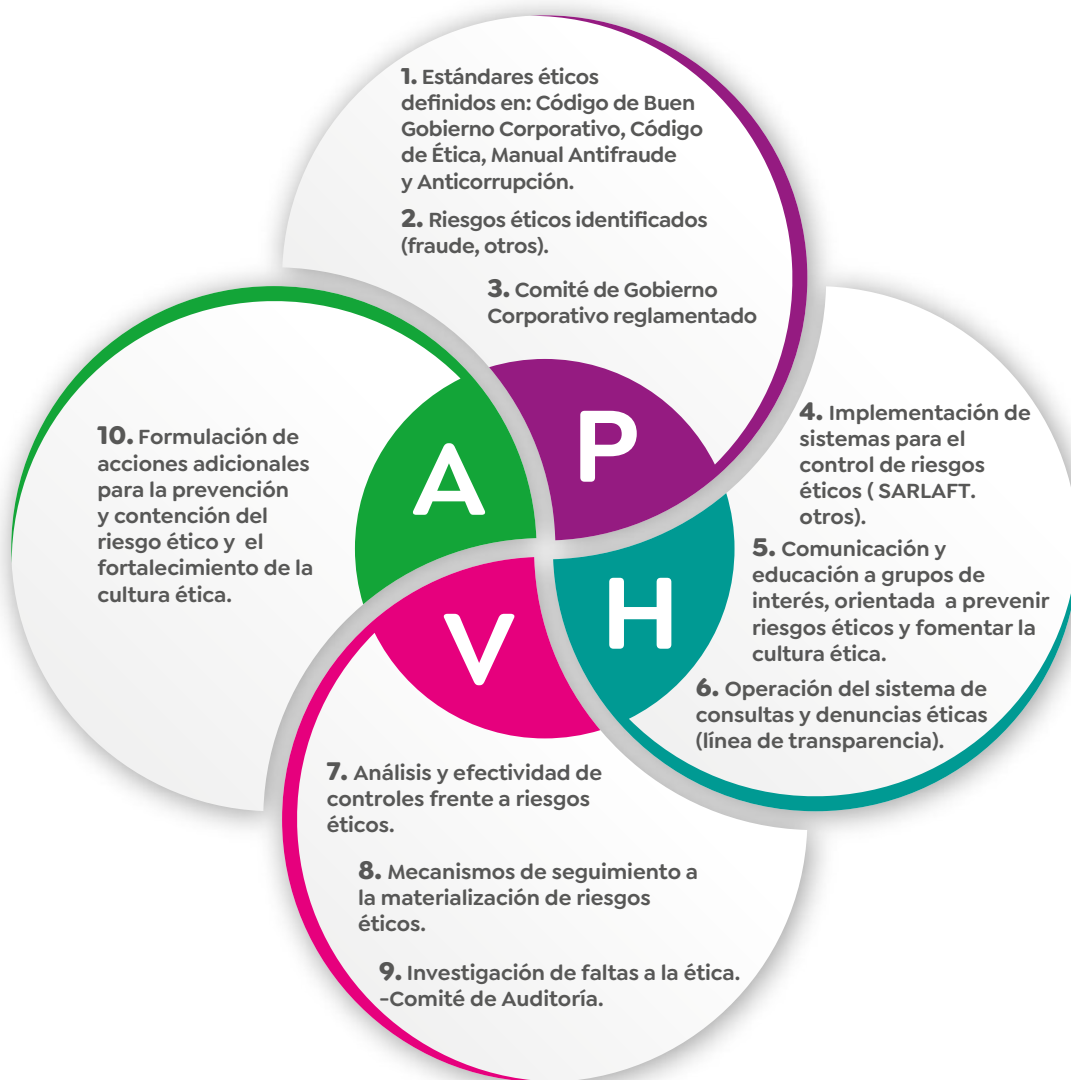 1. Estándares éticos
definidos en: Código de Buen
Gobierno Corporativo, Código
de Ética, Manual Antifraude
y Anticorrupción.
2. Riesgos éticos identificados
(fraude, otros).
3. Comité de Gobierno
Corporativo reglamentado
P
4. Implementación de
sistemas para el
control de riesgos
éticos ( SARLAFT.
otros).
5. Comunicación y
educación a grupos de
interés, orientada a prevenir
riesgos éticos y fomentar la
cultura ética.
6. Operación del sistema de
consultas y denuncias éticas
(línea de transparencia).
H
7. Análisis y efectividad de
controles frente a riesgos
éticos.
8. Mecanismos de seguimiento a
la materialización de riesgos
éticos.
9. Investigación de faltas a la ética.
-Comité de Auditoría.
V
10. Formulación de
acciones adicionales
para la prevención
y contención del
riesgo ético y el
fortalecimiento de la
cultura ética.
A